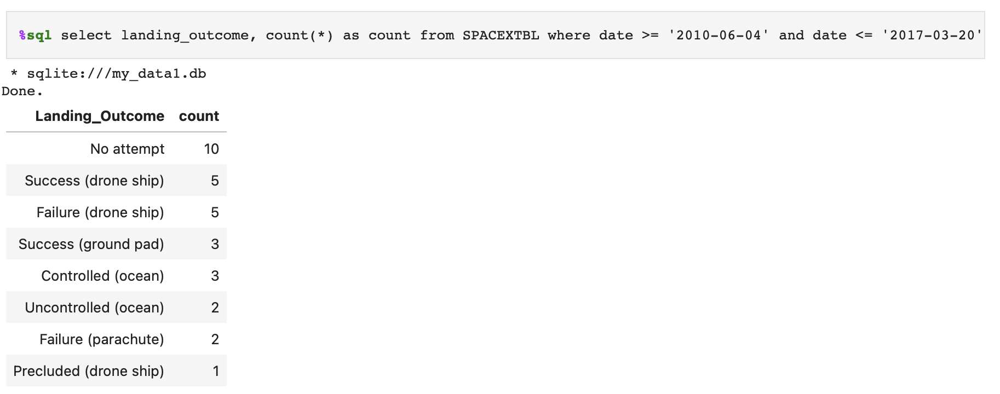 %sql select landing_outcome, count(*) as count from SPACEXTBL where date >= '2010-06-04' and date <= '2017-03-20'
* sqlite:///my_data1.db
Done.
Landing_Outcome count
No attempt 10
Success (drone ship) 5
Failure (drone ship) 5
Success (ground pad) 3
Controlled (ocean) 3
Uncontrolled (ocean) 2
Failure (parachute) 2
Precluded (drone ship) 1